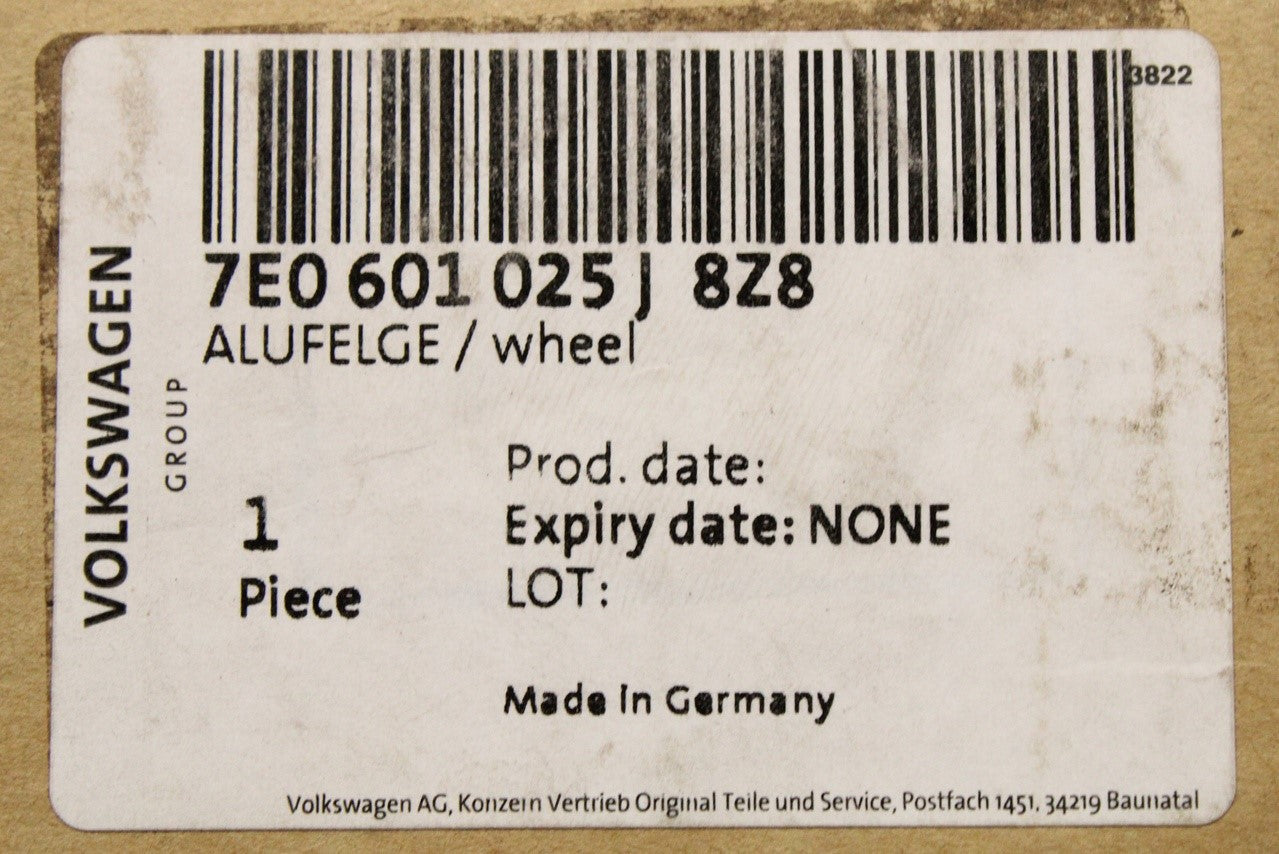 3822
7E0 601 025 J 8Z8
ALUFELGE / wheel
VOLKSWAGEN
GROUP
Prod. date:
1
Expiry date: NONE
Piece
LOT:
Made in Germany
Volkswagen AG, Konzern Vertrieb Original Teile und Service, Postfach 1451, 34219 Baunatal